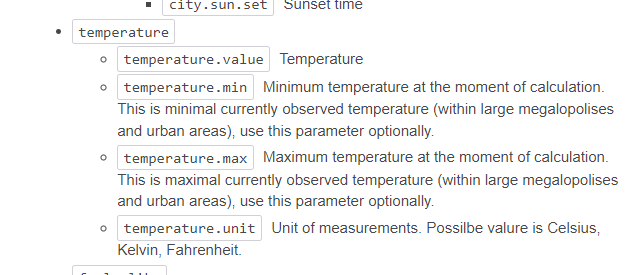 city.sun.set Sunset time
temperature
temperature.value Temperature
temperature.min Minimum temperature at the moment of calculation.
This is minimal currently observed temperature (within large megalopolises
and urban areas), use this parameter optionally.
temperature.max Maximum temperature at the moment of calculation.
This is maximal currently observed temperature (within large megalopolises
and urban areas), use this parameter optionally.
temperature.unit Unit of measurements. Possilbe valure is Celsius,
Kelvin, Fahrenheit.